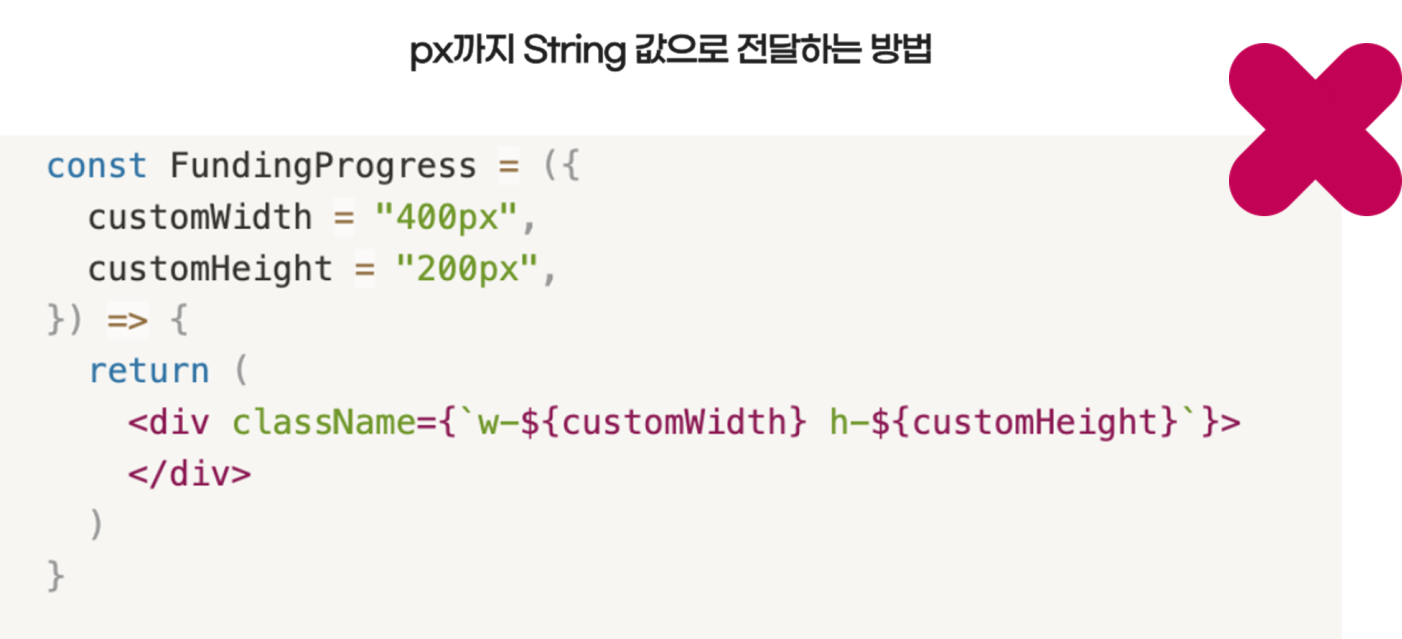 px까지 String 값으로 전달하는 방법
const FundingProgress = ({
  customWidth = "400px",
  customHeight = "200px",
}) => {
  return (
    <div className={`w-${customWidth} h-${customHeight}`}>
    </div>
  )
}